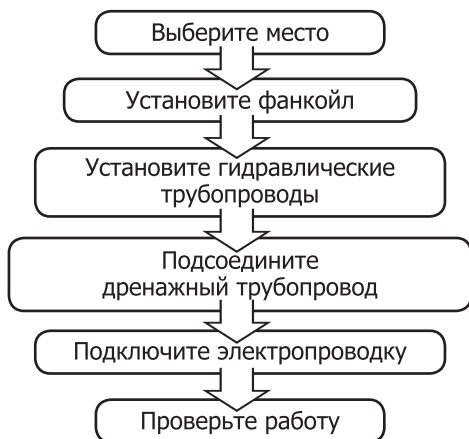 Выберите место
Установите фанкойл
Установите гидравлические
трубопроводы
Подсоедините
дренажный трубопровод
Подключите электропроводку
Проверьте работу